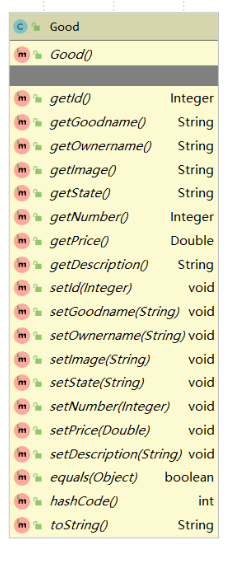 C Good
m Good()
m getId() Integer
m getGoodname() String
m getOwnername() String
m getImage() String
m getState() String
m getNumber() Integer
m getPrice() Double
m getDescription() String
m setId(Integer) void
m setGoodname(String) void
m setOwnername(String) void
m setImage(String) void
m setState(String) void
m setNumber(Integer) void
m setPrice(Double) void
m setDescription(String) void
m equals(Object) boolean
m hashCode() int
m toString() String